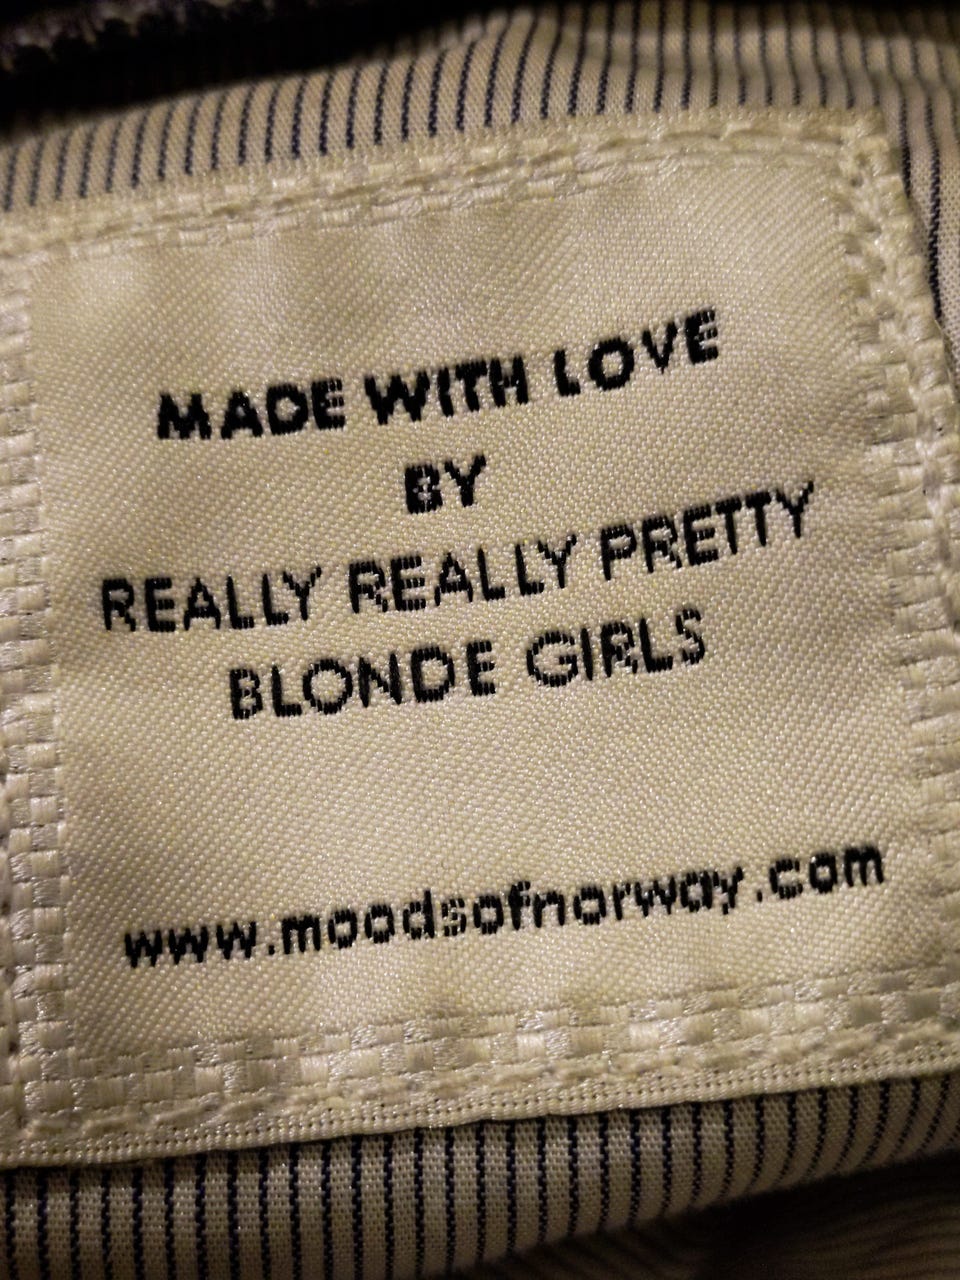 MADE WITH LOVE
BY
REALLY REALLY PRETTY
BLONDE GIRLS
www.moodsofnorway.com